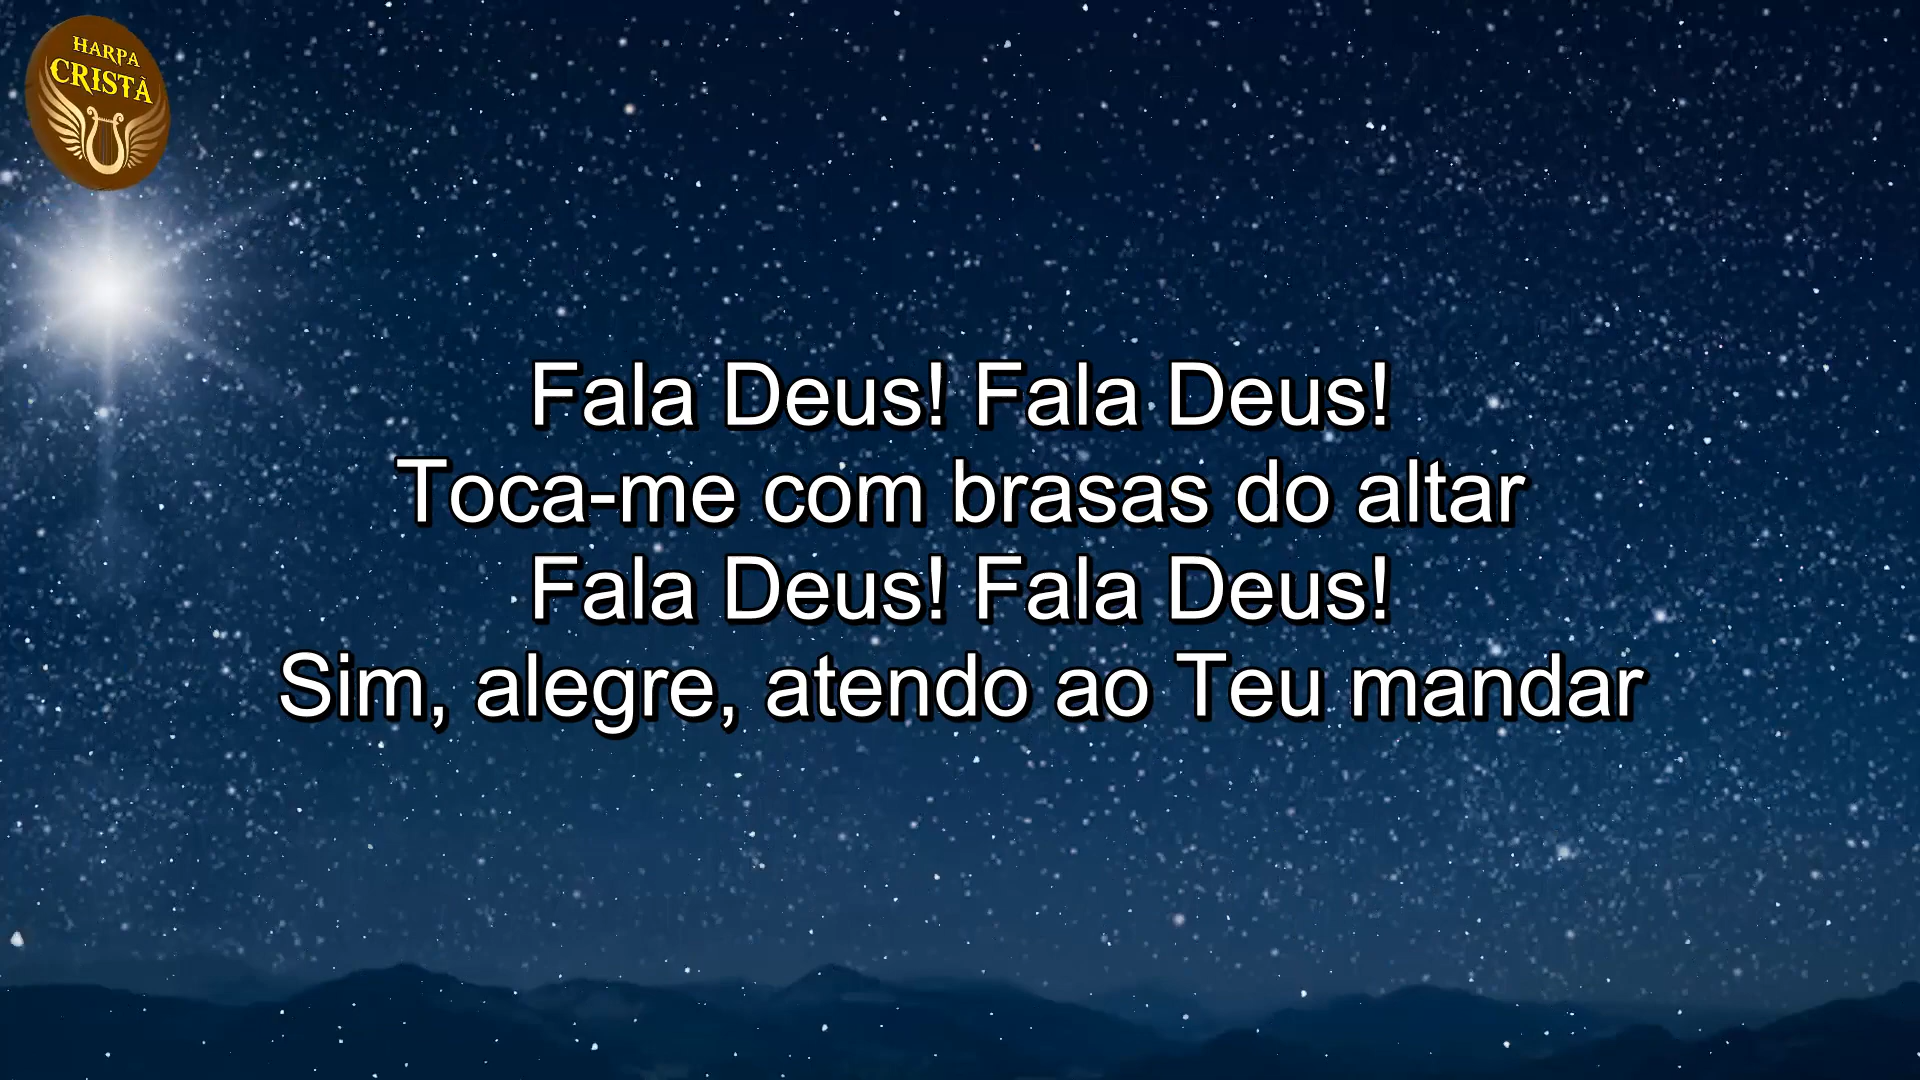 HARPA
CRISTÃ
Fala Deus! Fala Deus!
Toca-me com brasas do altar
Fala Deus! Fala Deus!
Sim, alegre, atendo ao Teu mandar